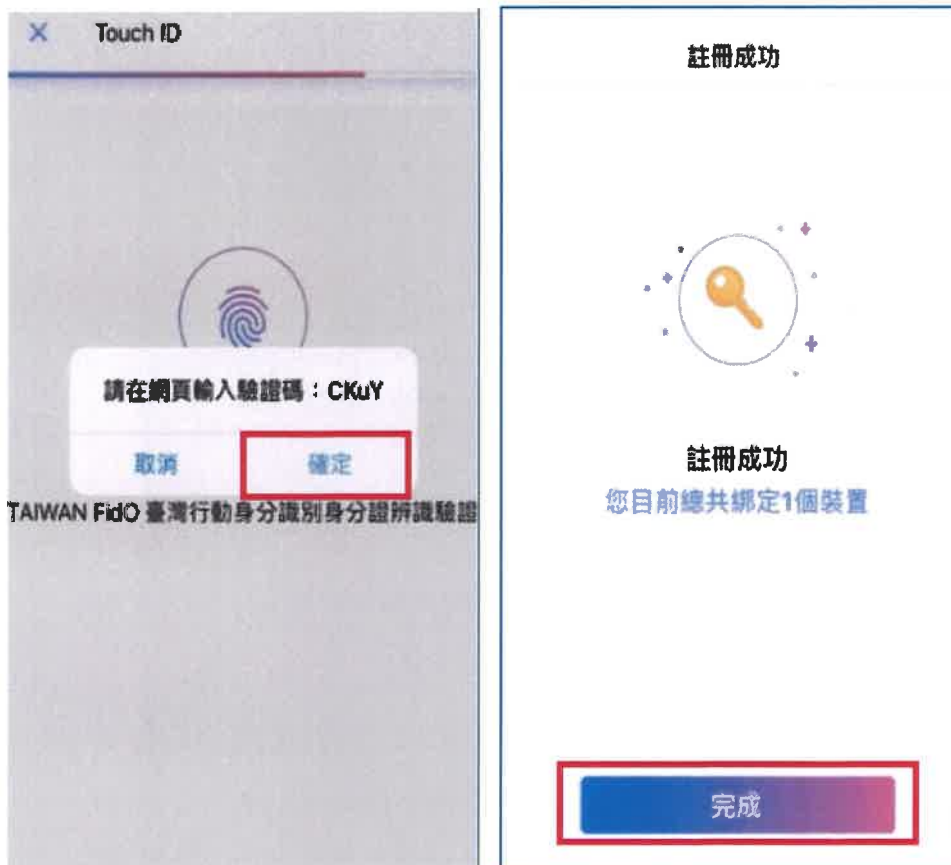 Touch ID
請在網頁輸入驗證碼：CKuY
取消
確定
TAIWAN FidO 臺灣行動身分識別身分證辨識驗證
註冊成功
註冊成功
您目前總共綁定1個裝置
完成